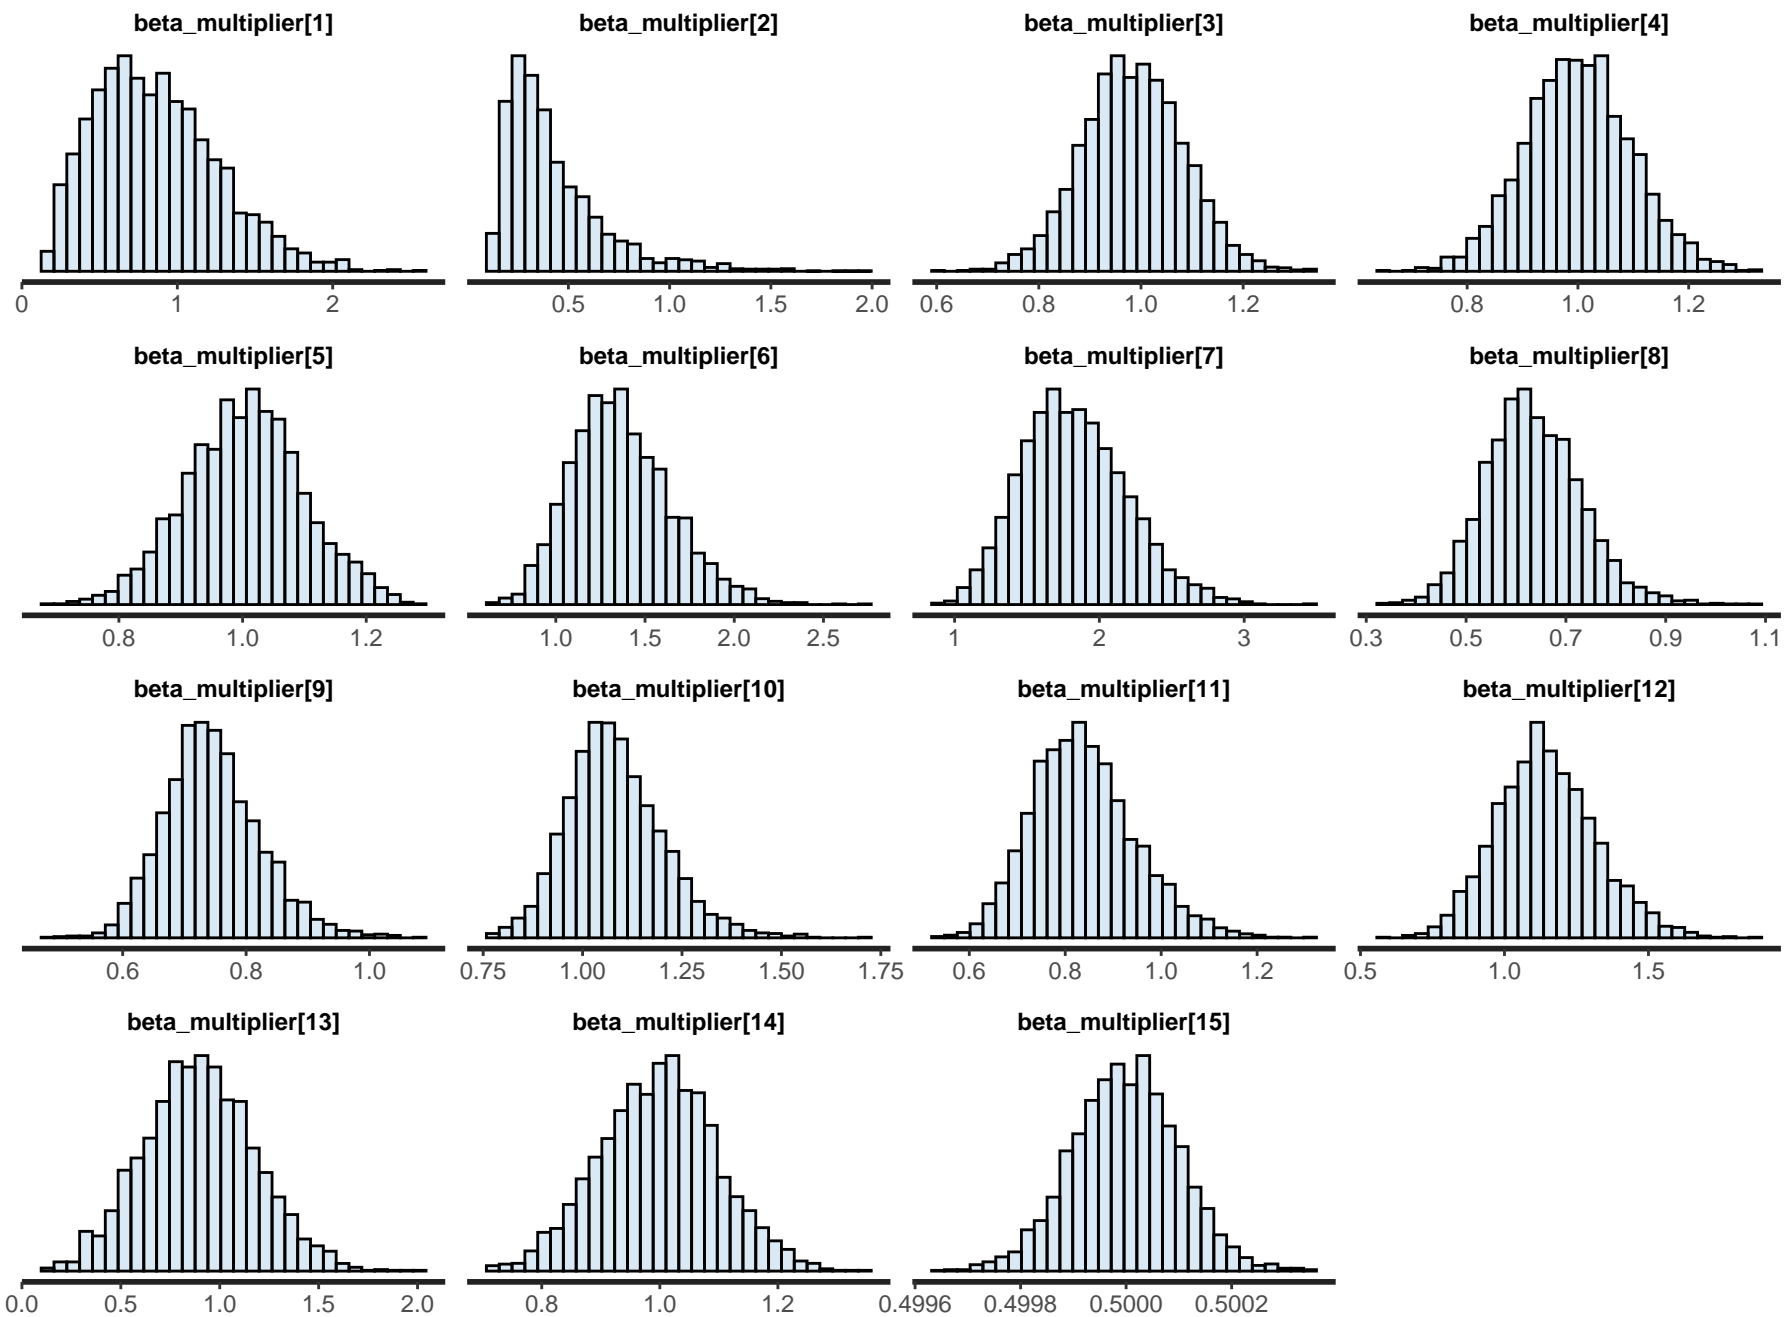 beta_multiplier[1] beta_multiplier[2] beta_multiplier[3] beta_multiplier[4]
0 1 2 0.5 1.0 1.5 2.0 0.6 0.8 1.0 1.2 0.8 1.0 1.2
beta_multiplier[5] beta_multiplier[6] beta_multiplier[7] beta_multiplier[8]
0.8 1.0 1.2 1.0 1.5 2.0 2.5 1 2 3 0.3 0.5 0.7 0.9 1.1
beta_multiplier[9] beta_multiplier[10] beta_multiplier[11] beta_multiplier[12]
0.6 0.8 1.0 0.75 1.00 1.25 1.50 1.75 0.6 0.8 1.0 1.2 0.5 1.0 1.5
beta_multiplier[13] beta_multiplier[14] beta_multiplier[15]
0.0 0.5 1.0 1.5 2.0 0.8 1.0 1.2 0.4996 0.4998 0.5000 0.5002